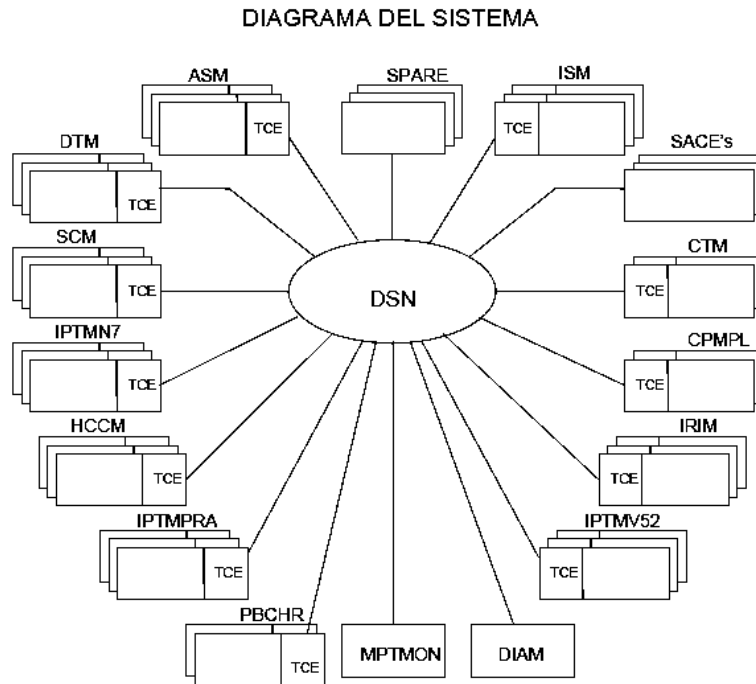 DIAGRAMA DEL SISTEMA
ASM
SPARE
ISM
TCE
TCE
DTM
SACE's
TCE
SCM
CTM
TCE
DSN
TCE
IPTMN7
CPMPL
TCE
TCE
HCCM
IRIM
TCE
TCE
IPTMPRA
IPTMV52
TCE
TCE
PBCHR
TCE
MPTMON
DIAM